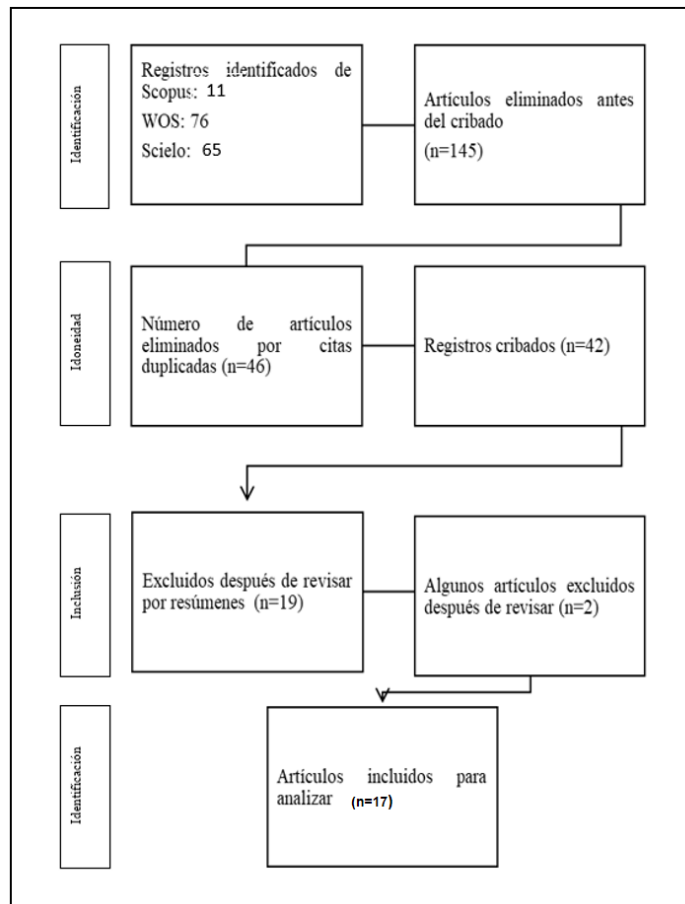 Identificación
Registros identificados de
Scopus: 11
WOS: 76
Scielo: 65
Artículos eliminados antes
del cribado
(n=145)
Idoneidad
Número de artículos
eliminados por citas
duplicadas (n=46)
Registros cribados (n=42)
Inclusión
Excluidos después de revisar
por resúmenes (n=19)
Algunos artículos excluidos
después de revisar (n=2)
Identificación
Artículos incluidos para
analizar (n=17)